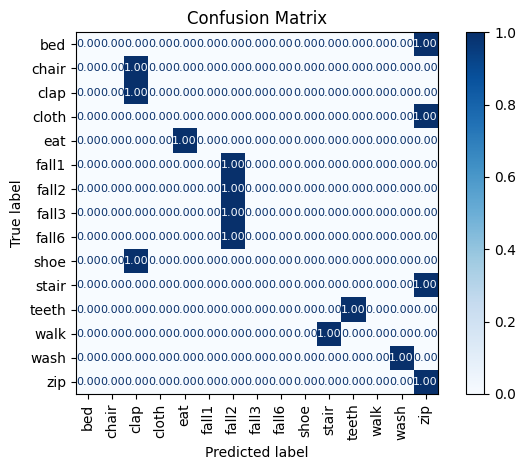 Confusion Matrix
bed 0.00 0.00 0.00 0.00 0.00 0.00 0.00 0.00 0.00 0.00 0.00 0.00 0.00 0.00 1.00
chair 0.00 0.00 1.00 0.00 0.00 0.00 0.00 0.00 0.00 0.00 0.00 0.00 0.00 0.00 0.00
clap 0.00 0.00 1.00 0.00 0.00 0.00 0.00 0.00 0.00 0.00 0.00 0.00 0.00 0.00 0.00
cloth 0.00 0.00 0.00 0.00 0.00 0.00 0.00 0.00 0.00 0.00 0.00 0.00 0.00 0.00 1.00
eat 0.00 0.00 0.00 0.00 1.00 0.00 0.00 0.00 0.00 0.00 0.00 0.00 0.00 0.00 0.00
fall1 0.00 0.00 0.00 0.00 0.00 0.00 1.00 0.00 0.00 0.00 0.00 0.00 0.00 0.00 0.00
fall2 0.00 0.00 0.00 0.00 0.00 0.00 1.00 0.00 0.00 0.00 0.00 0.00 0.00 0.00 0.00
fall3 0.00 0.00 0.00 0.00 0.00 0.00 1.00 0.00 0.00 0.00 0.00 0.00 0.00 0.00 0.00
fall6 0.00 0.00 0.00 0.00 0.00 0.00 1.00 0.00 0.00 0.00 0.00 0.00 0.00 0.00 0.00
shoe 0.00 0.00 1.00 0.00 0.00 0.00 0.00 0.00 0.00 0.00 0.00 0.00 0.00 0.00 0.00
stair 0.00 0.00 0.00 0.00 0.00 0.00 0.00 0.00 0.00 0.00 0.00 0.00 0.00 0.00 1.00
teeth 0.00 0.00 0.00 0.00 0.00 0.00 0.00 0.00 0.00 0.00 0.00 1.00 0.00 0.00 0.00
walk 0.00 0.00 0.00 0.00 0.00 0.00 0.00 0.00 0.00 0.00 1.00 0.00 0.00 0.00 0.00
wash 0.00 0.00 0.00 0.00 0.00 0.00 0.00 0.00 0.00 0.00 0.00 0.00 0.00 1.00 0.00
zip 0.00 0.00 0.00 0.00 0.00 0.00 0.00 0.00 0.00 0.00 0.00 0.00 0.00 0.00 1.00
True label
bed chair clap cloth eat fall1 fall2 fall3 fall6 shoe stair teeth walk wash zip
Predicted label
1.0
0.8
0.6
0.4
0.2
0.0